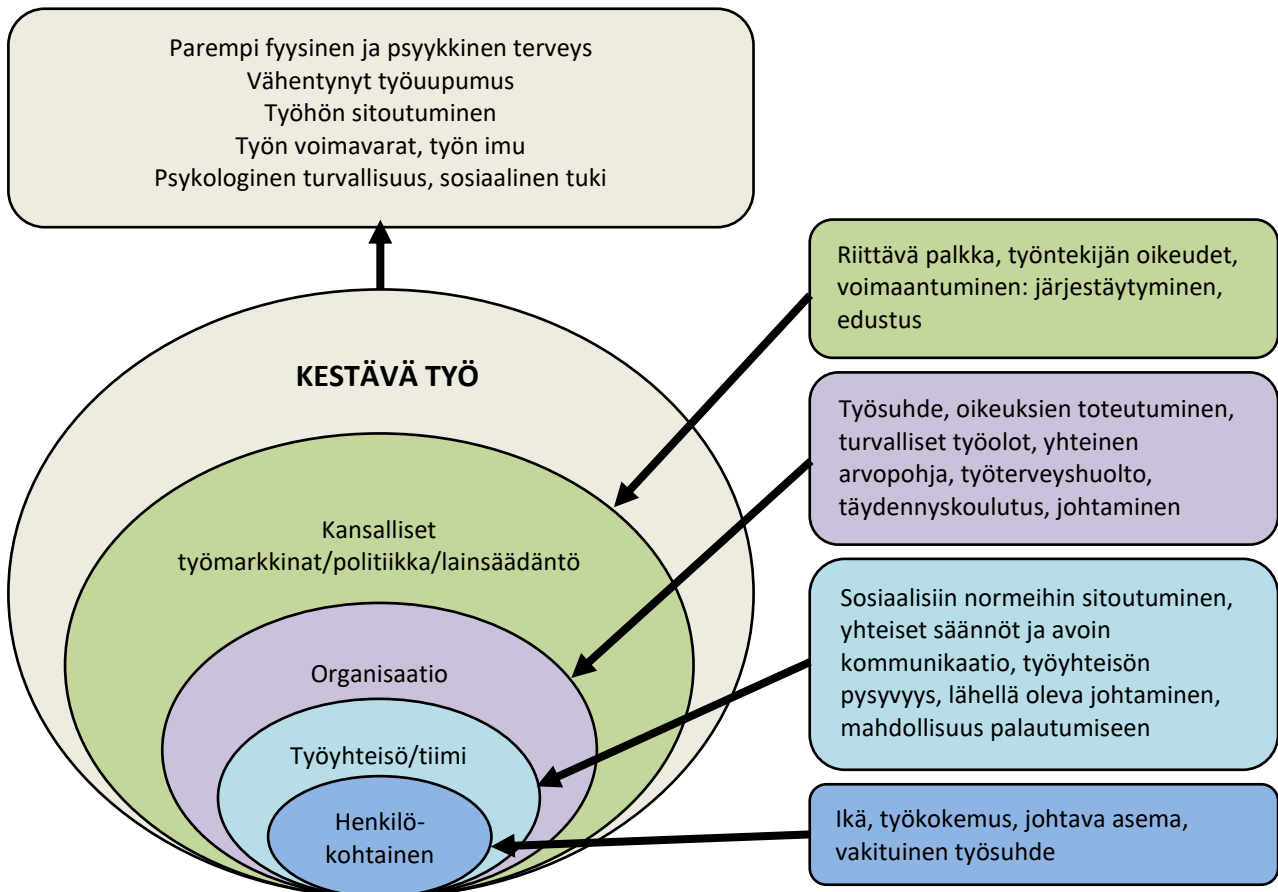 Parempi fyysinen ja psyykkinen terveys
Vähentynyt työuupumus
Työhön sitoutuminen
Työn voimavarat, työn imu
Psykologinen turvallisuus, sosiaalinen tuki
KESTÄVÄ TYÖ
Kansalliset
työmarkkinat/politiikka/lainsäädäntö
Organisaatio
Työyhteisö/tiimi
Henkilö-
kohtainen
Riittävä palkka, työntekijän oikeudet,
voimaantuminen: järjestäytyminen,
edustus
Työsuhde, oikeuksien toteutuminen,
turvalliset työolot, yhteinen
arvopohja, työterveyshuolto,
täydennyskoulutus, johtaminen
Sosiaalisiin normeihin sitoutuminen,
yhteiset säännöt ja avoin
kommunikaatio, työyhteisön
pysyvyys, lähellä oleva johtaminen,
mahdollisuus palautumiseen
Ikä, työkokemus, johtava asema,
vakituinen työsuhde